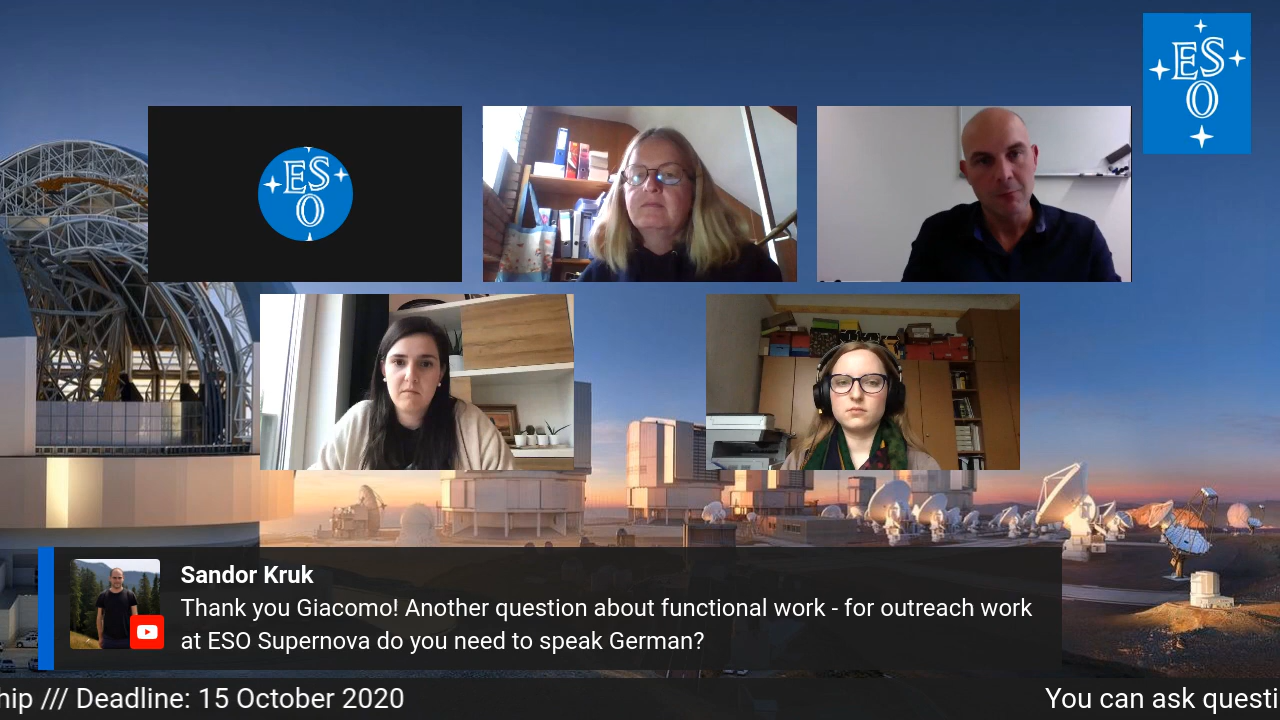 ES
O
ES
O
Sandor Kruk
Thank you Giacomo! Another question about functional work - for outreach work
at ESO Supernova do you need to speak German?
hip /// Deadline: 15 October 2020
You can ask questi